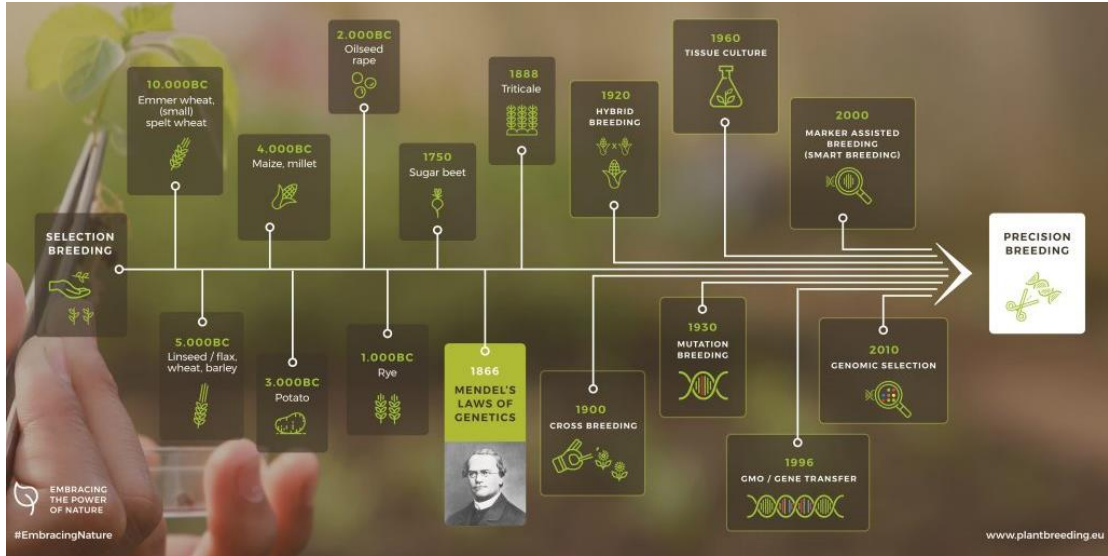 SELECTION
BREEDING
10.000BC
Emmer wheat,
(small)
spelt wheat
5.000BC
Linseed / flax,
wheat, barley
4.000BC
Maize, millet
3.000BC
Potato
2.000BC
Oilseed
rape
1.000BC
Rye
1750
Sugar beet
1866
MENDEL'S
LAWS OF
GENETICS
1888
Triticale
1900
CROSS BREEDING
1920
HYBRID
BREEDING
1930
MUTATION
BREEDING
1960
TISSUE CULTURE
1996
GMO / GENE TRANSFER
2000
MARKER ASSISTED
BREEDING
(SMART BREEDING)
2010
GENOMIC SELECTION
PRECISION
BREEDING
EMBRACING
THE POWER
OF NATURE
#EmbracingNature
www.plantbreeding.eu